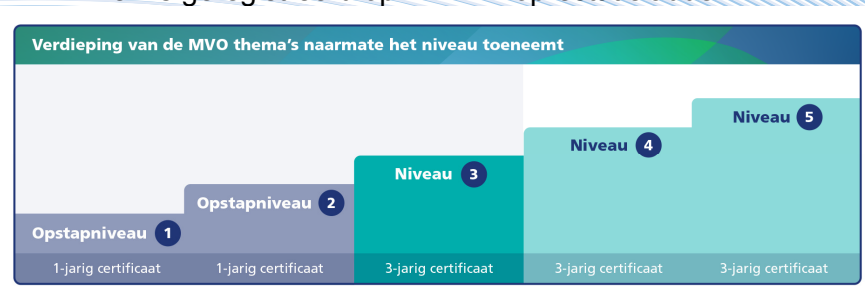 Verdieping van de MVO thema's naarmate het niveau toeneemt
Opstapniveau 1
Opstapniveau 2
Niveau 3
Niveau 4
Niveau 5
1-jarig certificaat
1-jarig certificaat
3-jarig certificaat
3-jarig certificaat
3-jarig certificaat